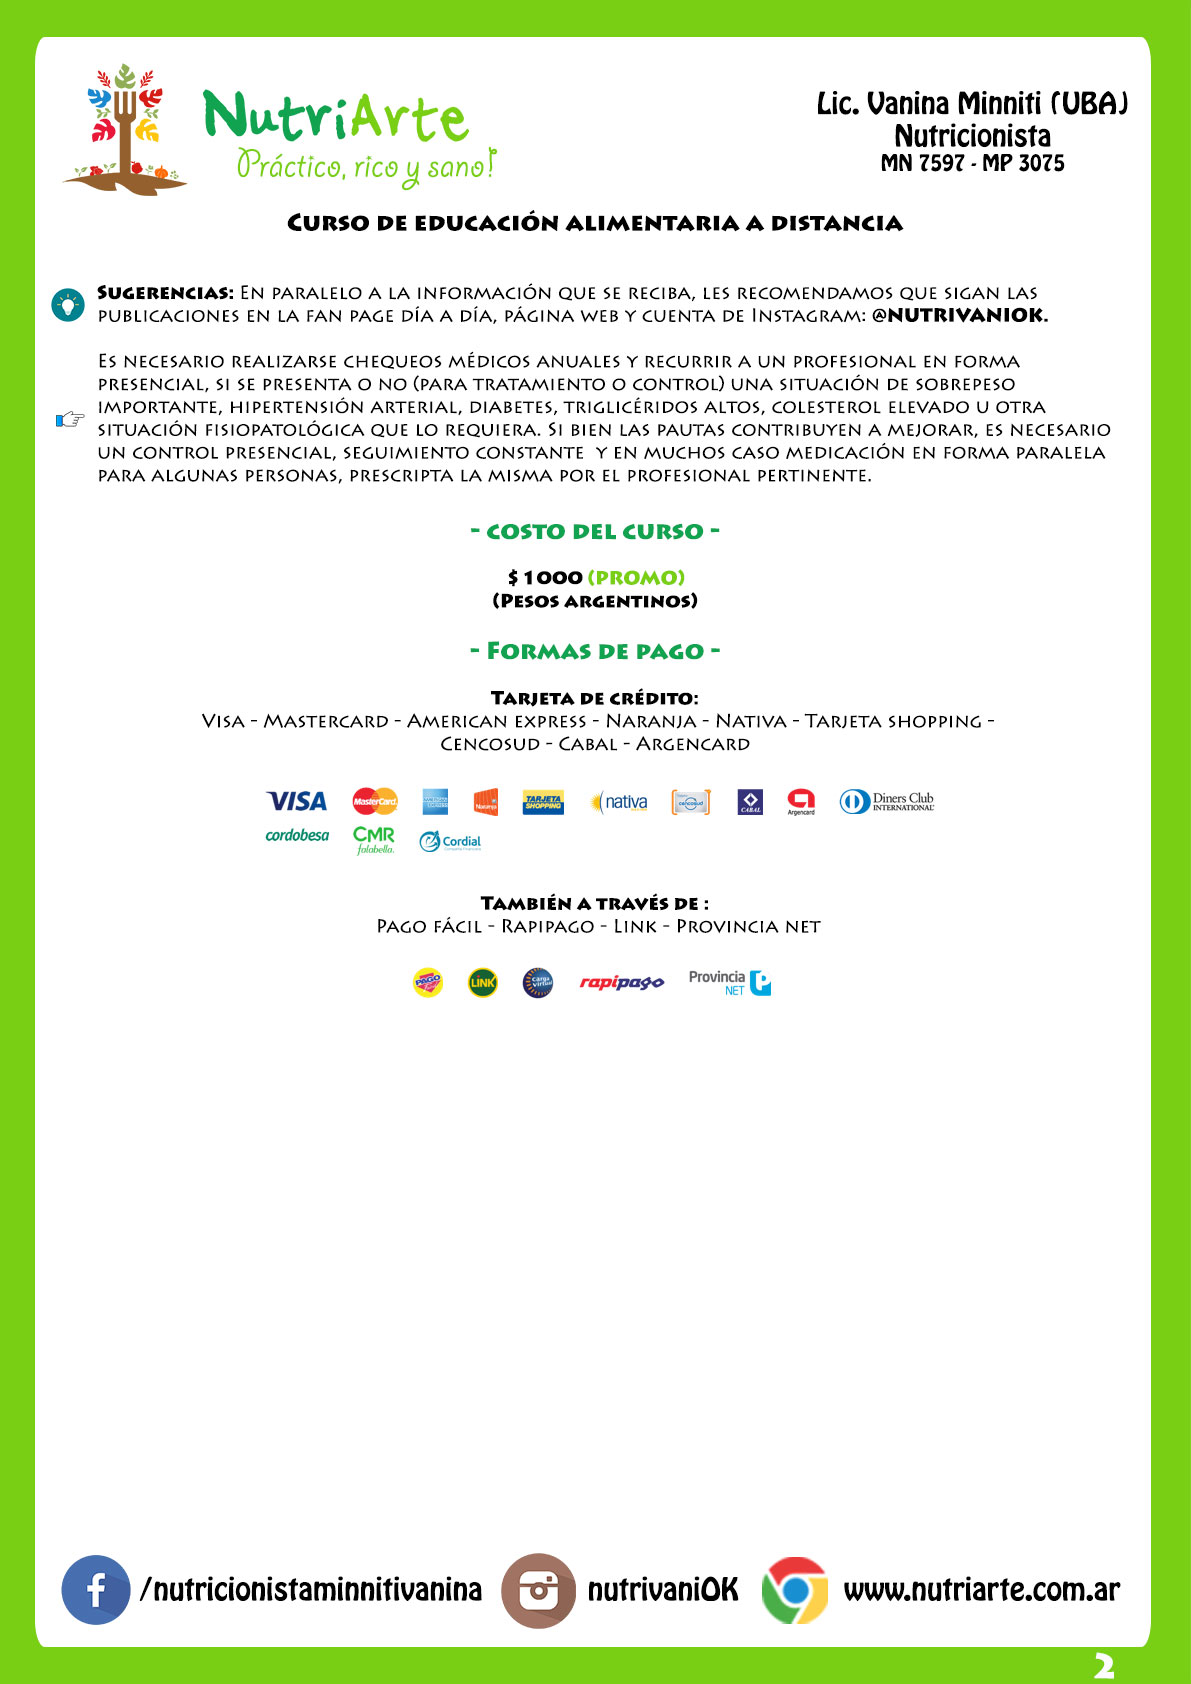 NutriArte
Práctico, rico y sano!
Lic. Vanina Minniti (UBA)
Nutricionista
MN 7597 - MP 3075
Curso de educación alimentaria a distancia
Sugerencias: En paralelo a la información que se reciba, les recomendamos que sigan las
publicaciones en la fan page día a día, página web y cuenta de Instagram: @nutrivaniok.
Es necesario realizarse chequeos médicos anuales y recurrir a un profesional en forma
presencial, si se presenta o no (para tratamiento o control) una situación de sobrepeso
importante, hipertensión arterial, diabetes, triglicéridos altos, colesterol elevado u otra
situación fisiopatológica que lo requiera. Si bien las pautas contribuyen a mejorar, es necesario
un control presencial, seguimiento constante y en muchos caso medicación en forma paralela
para algunas personas, prescripta la misma por el profesional pertinente.
- costo del curso -
$ 1000 (PROMO)
(Pesos argentinos)
- Formas de pago -
Tarjeta de crédito:
Visa - Mastercard - American express - Naranja - Nativa - Tarjeta shopping -
Cencosud - Cabal - Argencard
VISA MasterCard. AMERICAN EXPRESS Naranja TARJETA SHOPPING nativa cencosud CABAL Argencard Diners Club INTERNATIONAL
cordobesa CMR falabella. Cordial
También a través de :
Pago fácil - Rapipago - Link - Provincia net
PAGO fácil LINK carga virtual rapipago Provincia NET
/nutricionistaminnitivanina nutrivaniOK www.nutriarte.com.ar
2